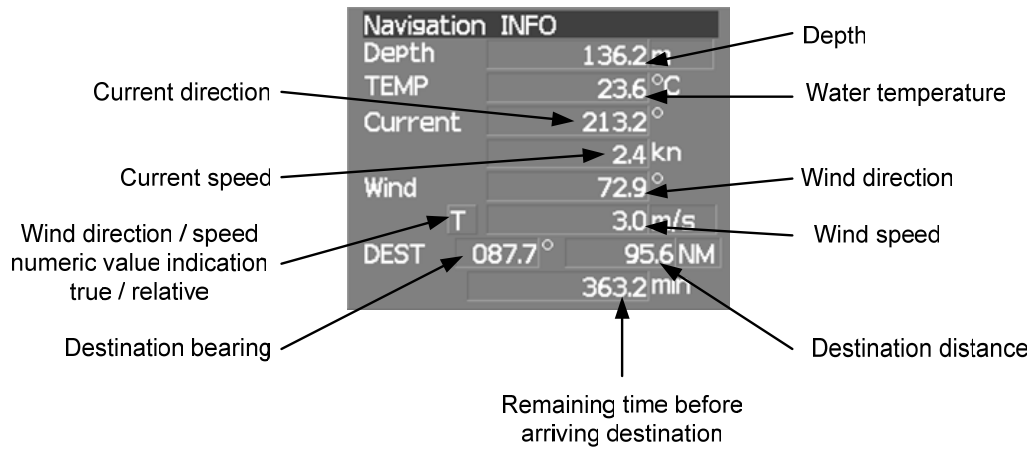 Navigation INFO
Depth 136.2 m
TEMP 23.6 °C
Current 213.2 °
2.4 kn
Wind 72.9 °
T 3.0 m/s
DEST 087.7 ° 95.6 NM
363.2 min
Current direction
Current speed
Wind direction / speed
numeric value indication
true / relative
Destination bearing
Depth
Water temperature
Wind direction
Wind speed
Destination distance
Remaining time before
arriving destination